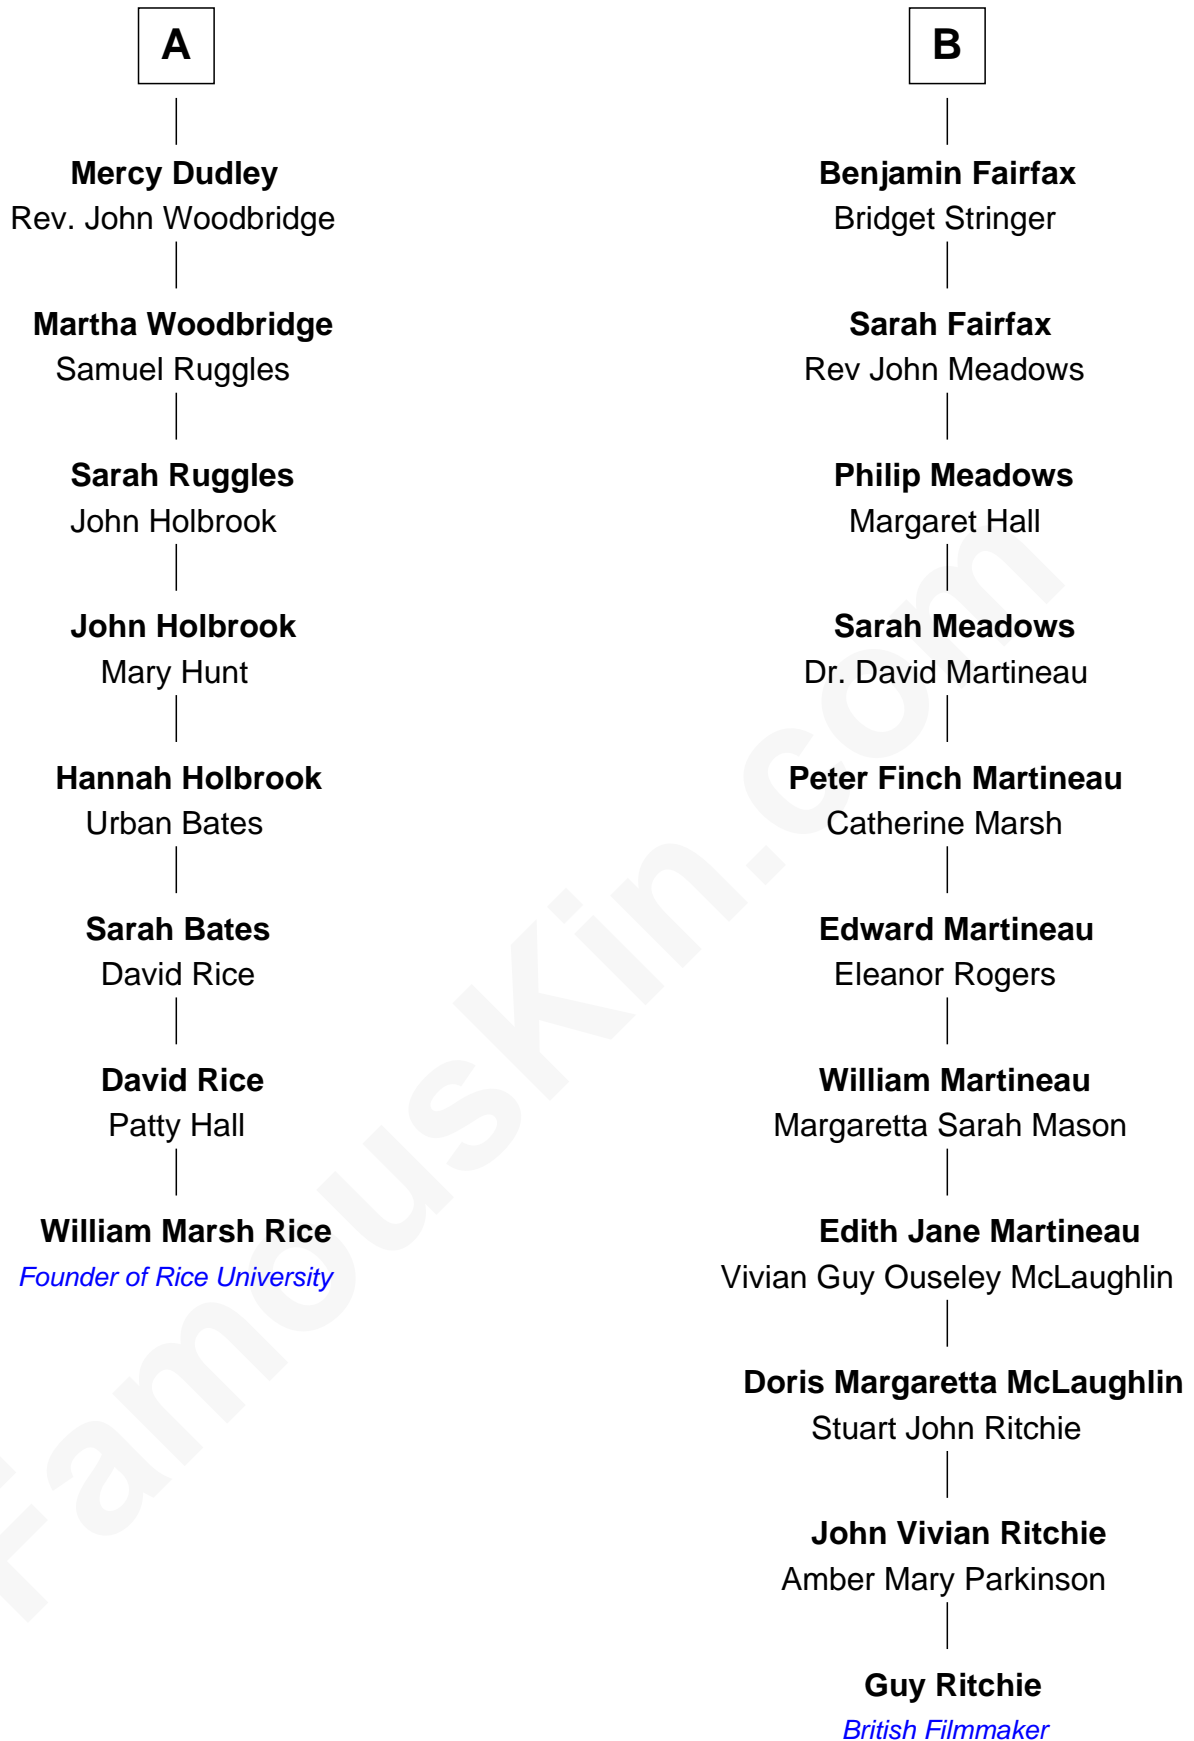 A
Mercy Dudley
Rev. John Woodbridge
Martha Woodbridge
Samuel Ruggles
Sarah Ruggles
John Holbrook
John Holbrook
Mary Hunt
Hannah Holbrook
Urban Bates
Sarah Bates
David Rice
David Rice
Patty Hall
William Marsh Rice
Founder of Rice University
B
Benjamin Fairfax
Bridget Stringer
Sarah Fairfax
Rev John Meadows
Philip Meadows
Margaret Hall
Sarah Meadows
Dr. David Martineau
Peter Finch Martineau
Catherine Marsh
Edward Martineau
Eleanor Rogers
William Martineau
Margaretta Sarah Mason
Edith Jane Martineau
Vivian Guy Ouseley McLaughlin
Doris Margaretta McLaughlin
Stuart John Ritchie
John Vivian Ritchie
Amber Mary Parkinson
Guy Ritchie
British Filmmaker
FamousKin.com